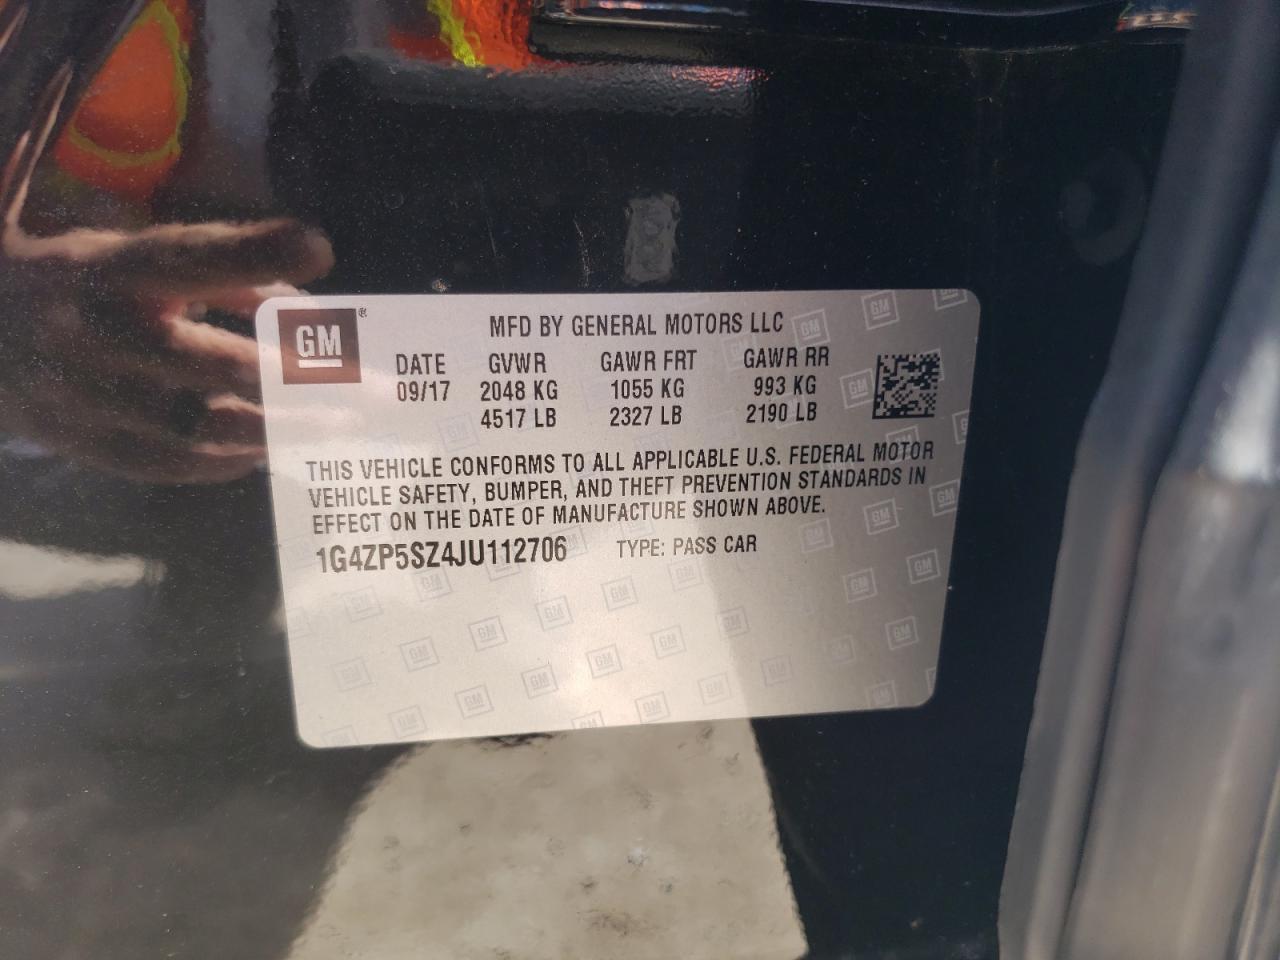 GM ®
MFD BY GENERAL MOTORS LLC
DATE GVWR GAWR FRT GAWR RR
09/17 2048 KG 1055 KG 993 KG
4517 LB 2327 LB 2190 LB
THIS VEHICLE CONFORMS TO ALL APPLICABLE U.S. FEDERAL MOTOR
VEHICLE SAFETY, BUMPER, AND THEFT PREVENTION STANDARDS IN
EFFECT ON THE DATE OF MANUFACTURE SHOWN ABOVE.
1G4ZP5SZ4JU112706 TYPE: PASS CAR